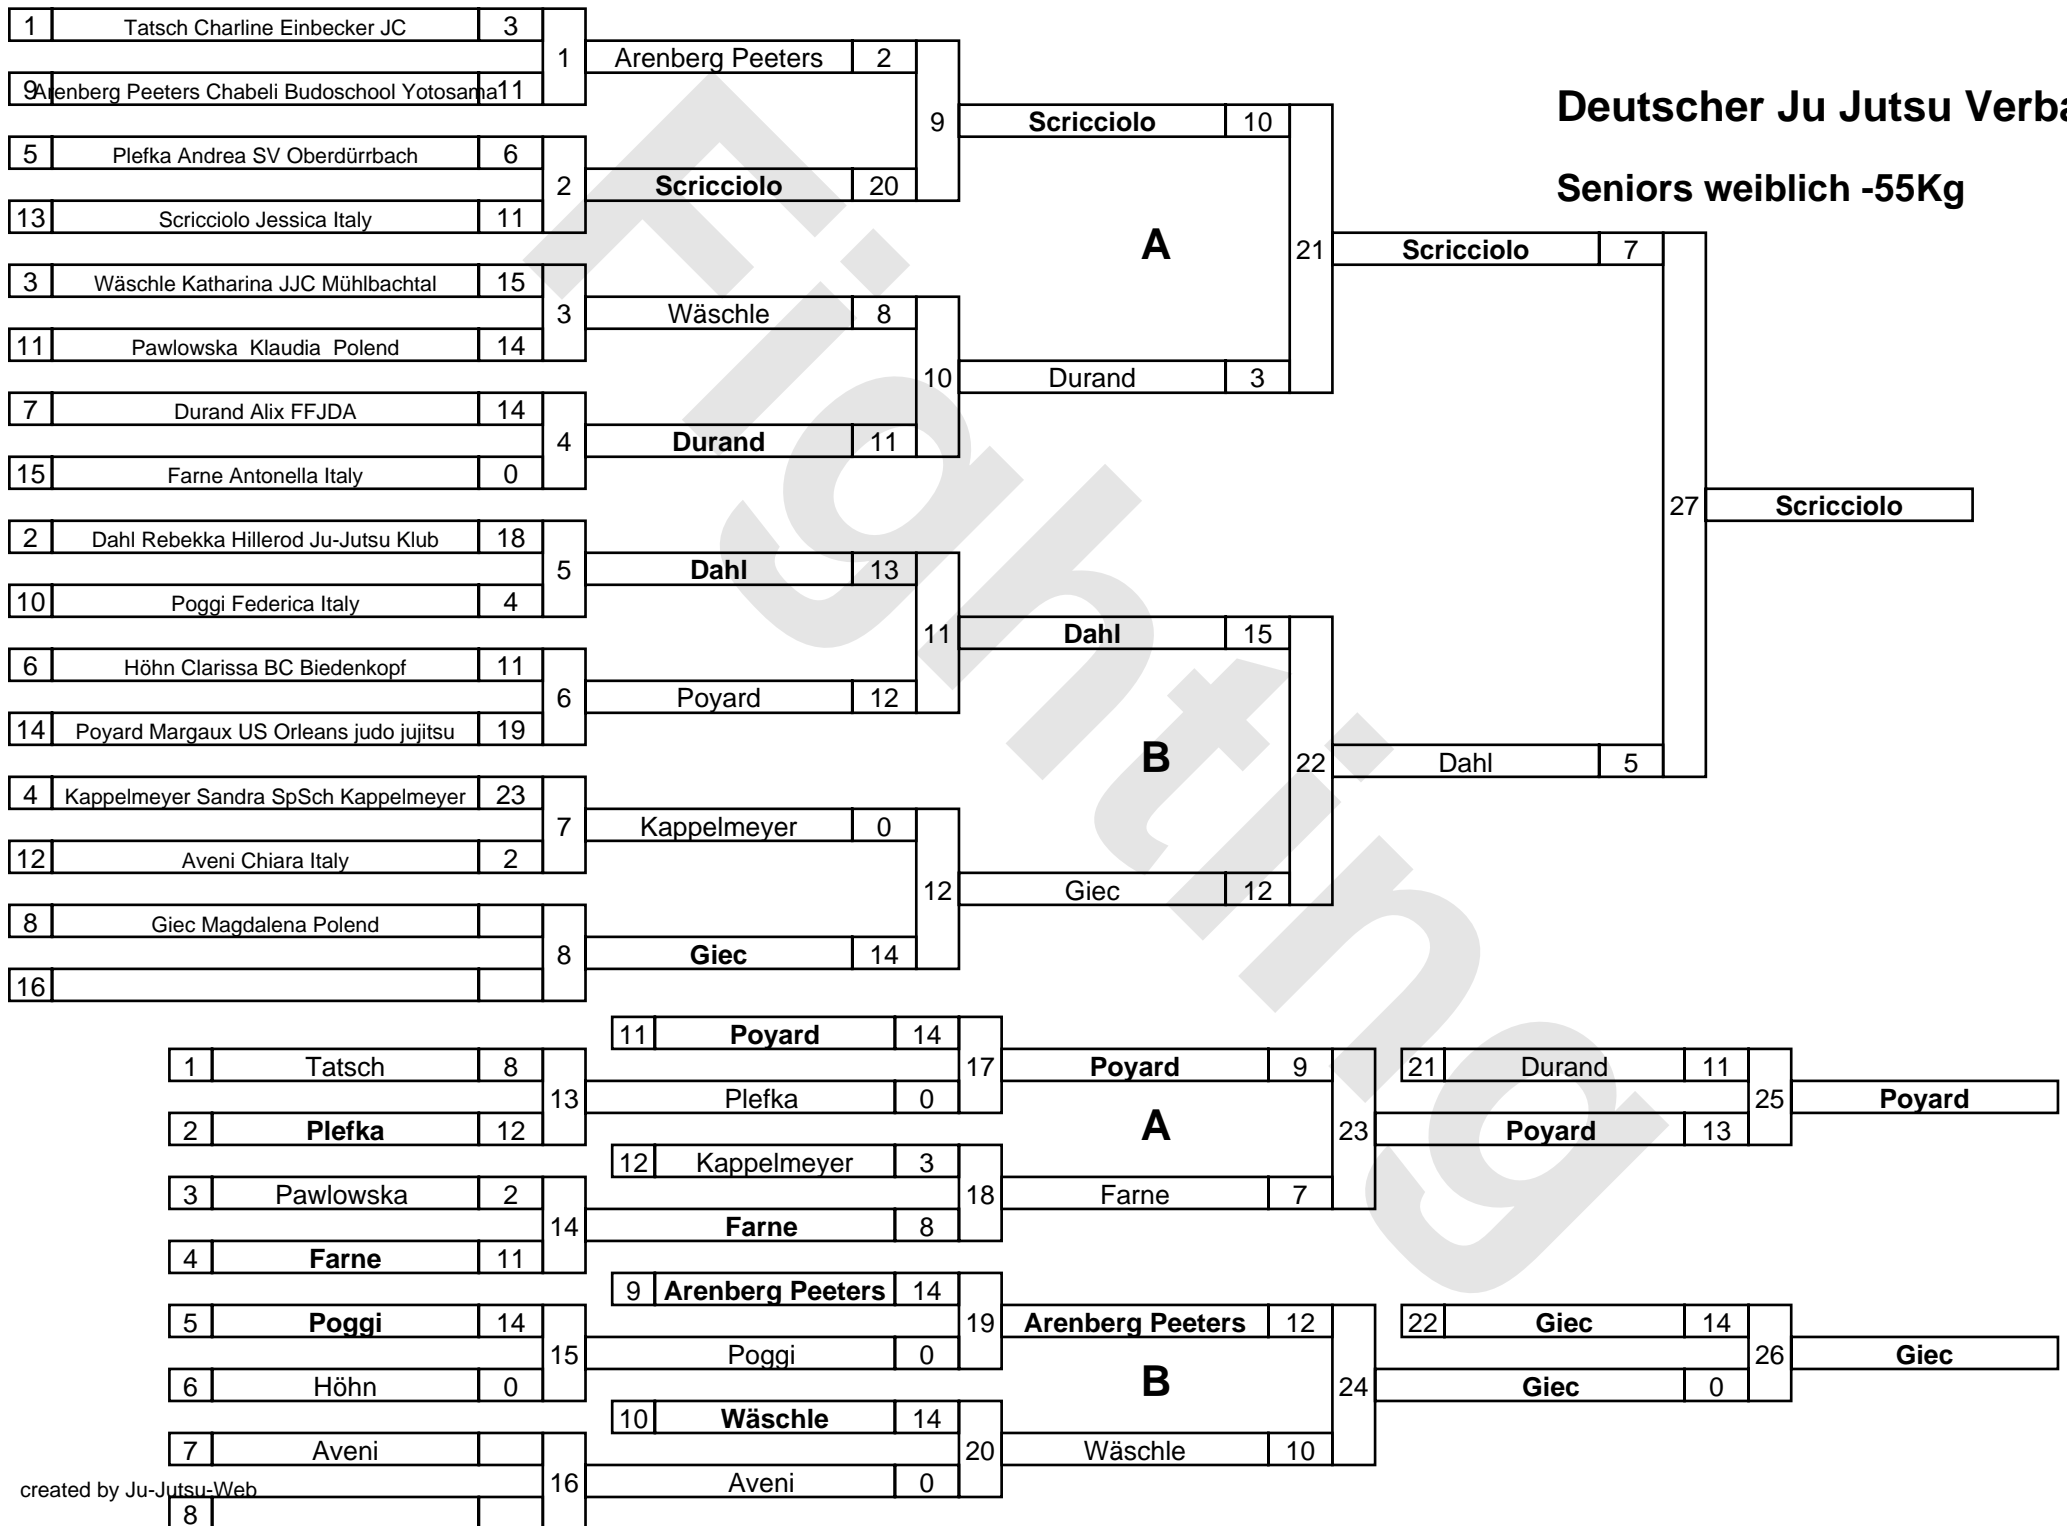 Deutscher Ju Jutsu Verba
Seniors weiblich -55Kg
Fighting
1 Tatsch Charline Einbecker JC 3
9 Arenberg Peeters Chabeli Budoschool Yotosama 11
1
5 Plefka Andrea SV Oberdürrbach 6
13 Scricciolo Jessica Italy 11
2
3 Wäschle Katharina JJC Mühlbachtal 15
11 Pawlowska Klaudia Polend 14
3
7 Durand Alix FFJDA 14
15 Farne Antonella Italy 0
4
2 Dahl Rebekka Hillerod Ju-Jutsu Klub 18
10 Poggi Federica Italy 4
5
6 Höhn Clarissa BC Biedenkopf 11
14 Poyard Margaux US Orleans judo jujitsu 19
6
4 Kappelmeyer Sandra SpSch Kappelmeyer 23
12 Aveni Chiara Italy 2
7
8 Giec Magdalena Polend
16
8
Arenberg Peeters 2
Scricciolo 20
9
Wäschle 8
Durand 11
10
Dahl 13
Poyard 12
11
Kappelmeyer 0
Giec 14
12
Scricciolo 10
A
Durand 3
21
Dahl 15
B
Giec 12
22
Scricciolo 7
Dahl 5
27
Scricciolo
1 Tatsch 8
2 Plefka 12
13
3 Pawlowska 2
4 Farne 11
14
5 Poggi 14
6 Höhn 0
15
7 Aveni
8
16
11 Poyard 14
Plefka 0
17
12 Kappelmeyer 3
Farne 8
18
9 Arenberg Peeters 14
Poggi 0
19
10 Wäschle 14
Aveni 0
20
Poyard 9
A
Farne 7
23
Arenberg Peeters 12
B
Wäschle 10
24
21 Durand 11
Poyard 13
25
Poyard
22 Giec 14
Giec 0
26
Giec
created by Ju-Jutsu-Web